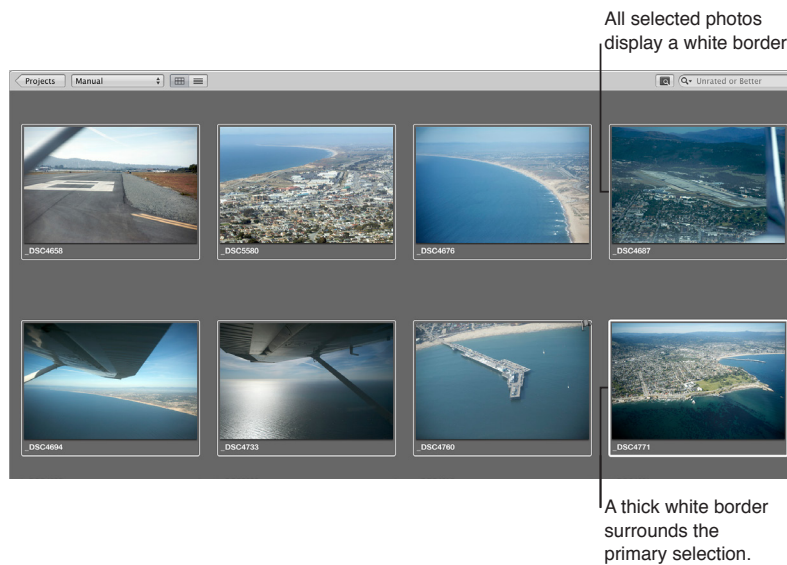 All selected photos
display a white border
Projects
Manual
Unrated or Better
_DSC4658
_DSC5580
_DSC4676
_DSC4687
_DSC4694
_DSC4733
_DSC4760
_DSC4771
A thick white border
surrounds the
primary selection.